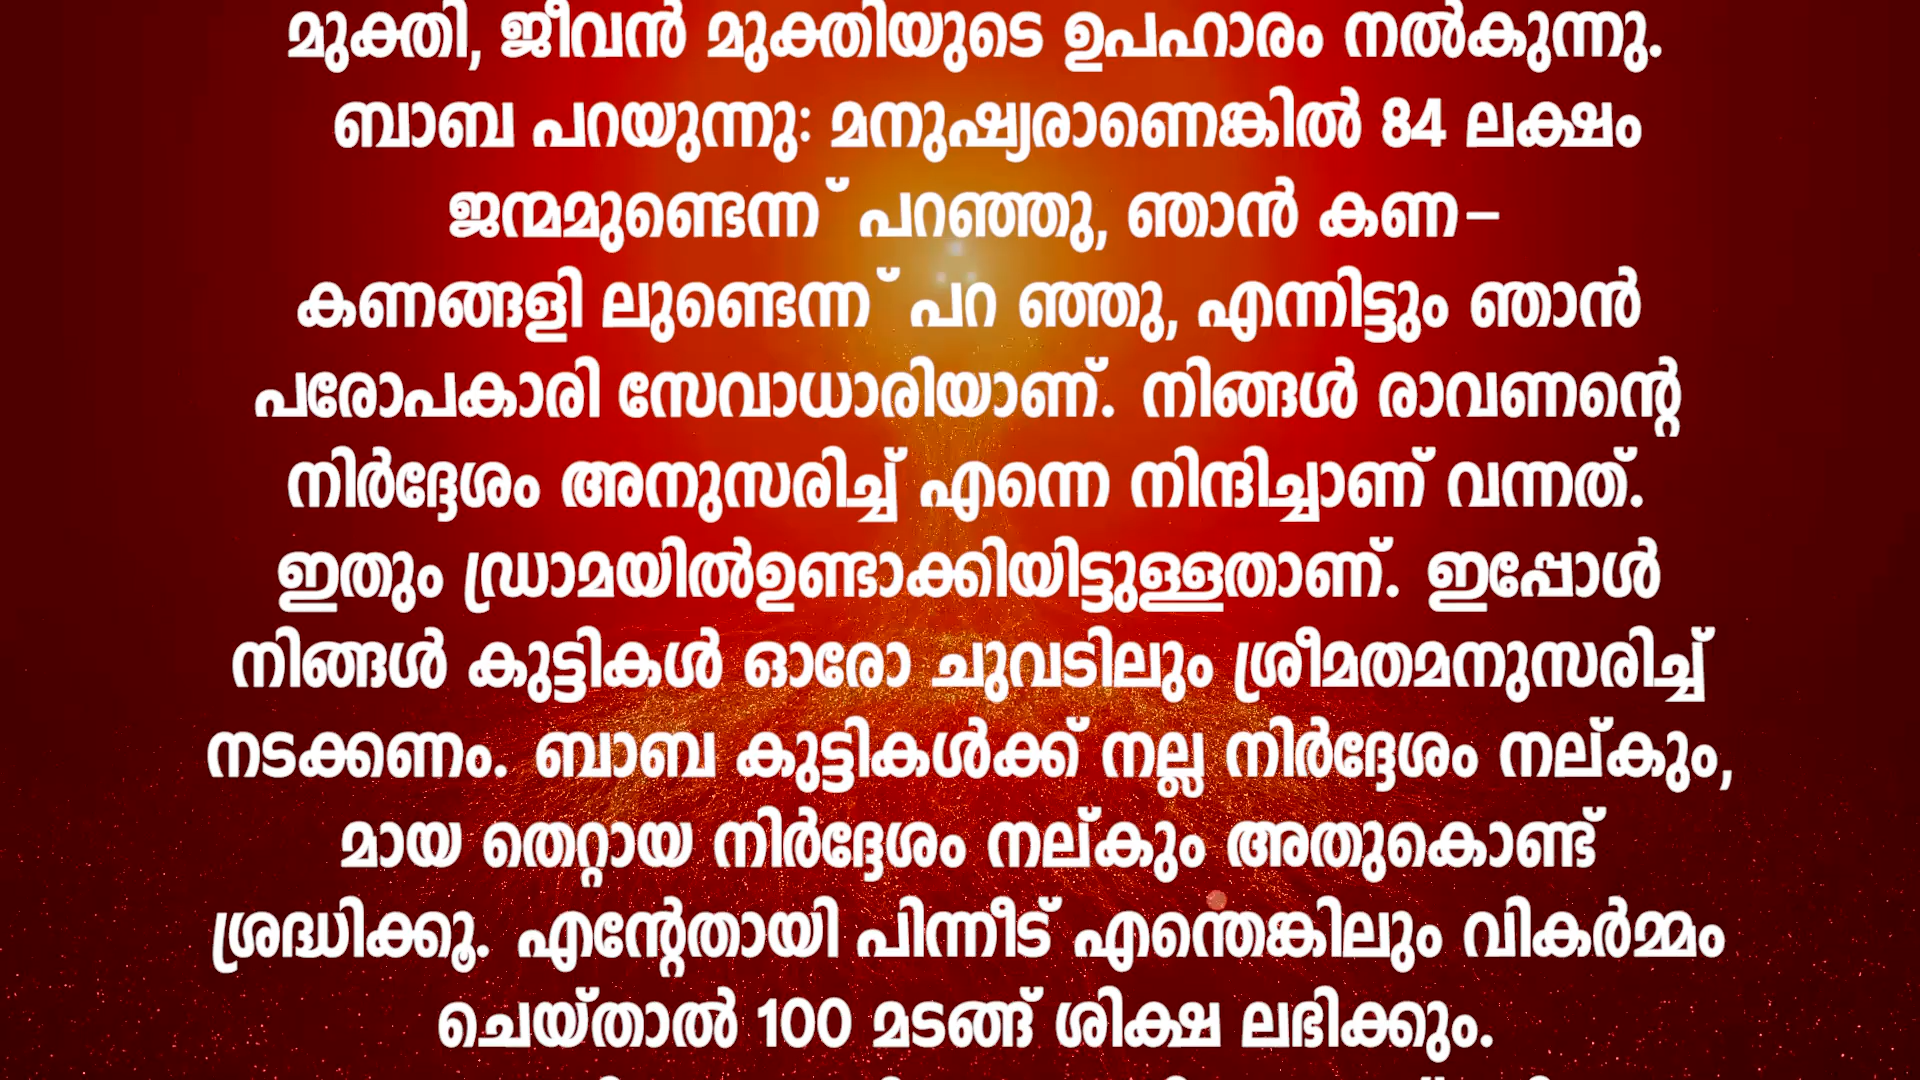 മുക്തി, ജീവൻ മുക്തിയുടെ ഉപഹാരം നൽകുന്നു.
ബാബ പറയുന്നു: മനുഷ്യരാണെങ്കിൽ 84 ലക്ഷം
ജന്മമുണ്ടെന്ന് പറഞ്ഞു, ഞാൻ കണ-
കണങ്ങളി ലുണ്ടെന്ന് പറ ഞ്ഞു, എന്നിട്ടും ഞാൻ
പരോപകാരി സേവാധാരിയാണ്. നിങ്ങൾ രാവണന്റെ
നിർദ്ദേശം അനുസരിച്ച് എന്നെ നിന്ദിച്ചാണ് വന്നത്.
ഇതും ഡ്രാമയിൽഉണ്ടാക്കിയിട്ടുള്ളതാണ്. ഇപ്പോൾ
നിങ്ങൾ കുട്ടികൾ ഓരോ ചുവടിലും ശ്രീമതമനുസരിച്ച്
നടക്കണം. ബാബ കുട്ടികൾക്ക് നല്ല നിർദ്ദേശം നല്കും,
മായ തെറ്റായ നിർദ്ദേശം നല്കും അതുകൊണ്ട്
ശ്രദ്ധിക്കൂ. എന്റേതായി പിന്നീട് എന്തെങ്കിലും വികർമ്മം
ചെയ്താൽ 100 മടങ്ങ് ശിക്ഷ ലഭിക്കും.